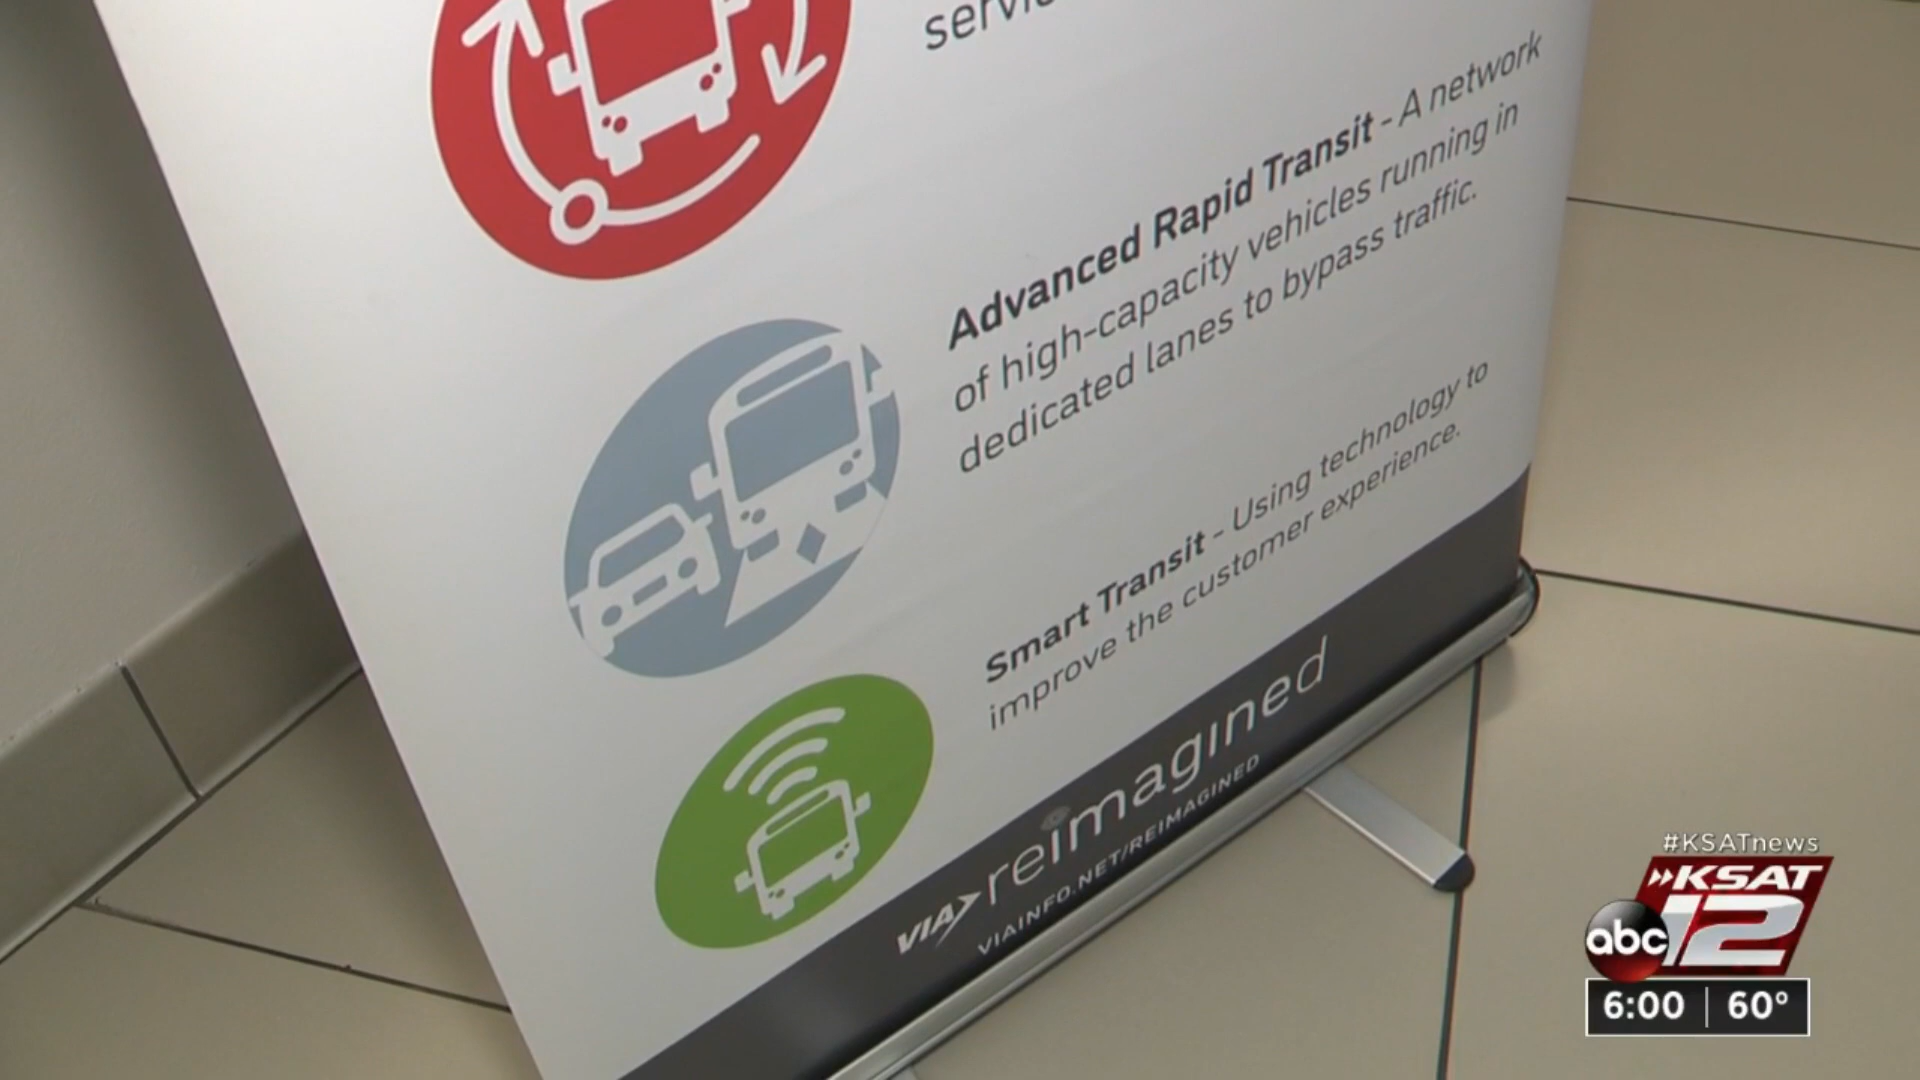 Advanced Rapid Transit - A network
of high-capacity vehicles running in
dedicated lanes to bypass traffic.
Smart Transit - Using technology to
improve the customer experience.
VIA reimagined
VIAINFO.NET/REIMAGINED
#KSATnews
KSAT
abc 12
6:00 60°